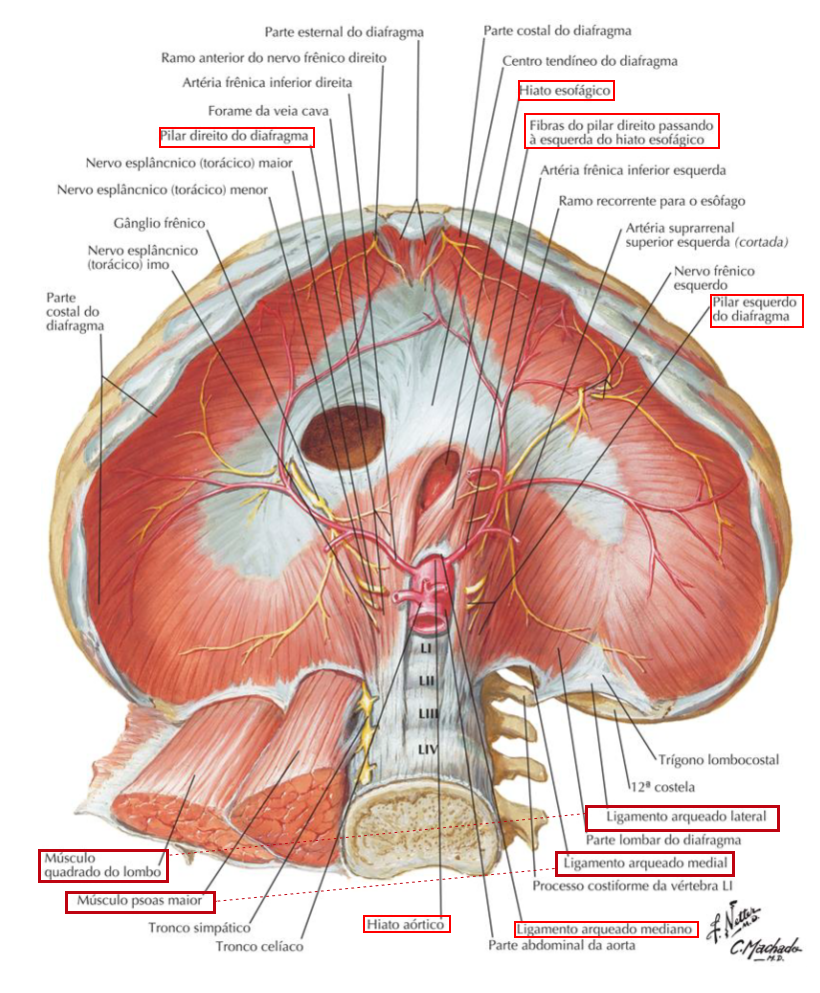 Parte esternal do diafragma
Ramo anterior do nervo frênico direito
Artéria frênica inferior direita
Forame da veia cava
Pilar direito do diafragma
Nervo esplâncnico (torácico) maior
Nervo esplâncnico (torácico) menor
Gânglio frênico
Nervo esplâncnico
(torácico) imo
Parte
costal do
diafragma
Parte costal do diafragma
Centro tendíneo do diafragma
Hiato esofágico
Fibras do pilar direito passando
à esquerda do hiato esofágico
Artéria frênica inferior esquerda
Ramo recorrente para o esôfago
Artéria suprarrenal
superior esquerda (cortada)
Nervo frênico
esquerdo
Pilar esquerdo
do diafragma
LI
LII
LIII
LIV
Trígono lombocostal
12ª costela
Ligamento arqueado lateral
Parte lombar do diafragma
Ligamento arqueado medial
Processo costiforme da vértebra LI
Músculo
quadrado do lombo
Músculo psoas maior
Tronco simpático
Tronco celíaco
Hiato aórtico
Ligamento arqueado mediano
Parte abdominal da aorta
F. Netter
M.D.
C. Machado
M.D.